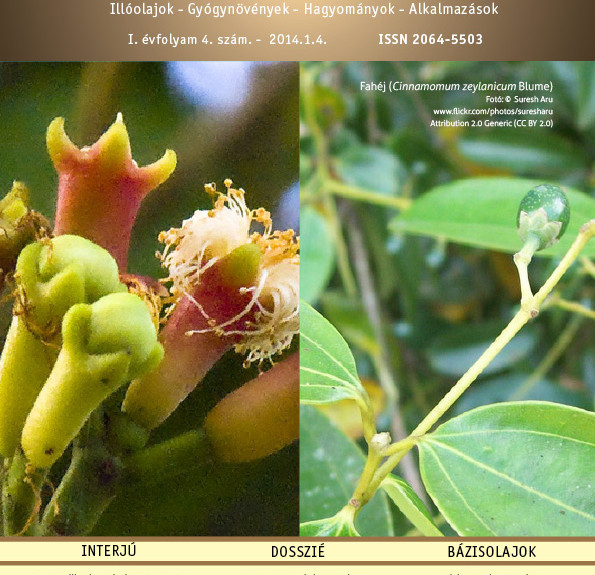 Illóolajok - Gyógynövények - Hagyományok - Alkalmazások
I. évfolyam 4. szám. - 2014.1.4. ISSN 2064-5503
Fahéj (Cinnamomum zeylanicum Blume)
Fotó: © Suresh Aru
www.flickr.com/photos/suresharu
Attribution 2.0 Generic (CC BY 2.0)
INTERJÚ DOSSZIÉ BÁZISOLAJOK